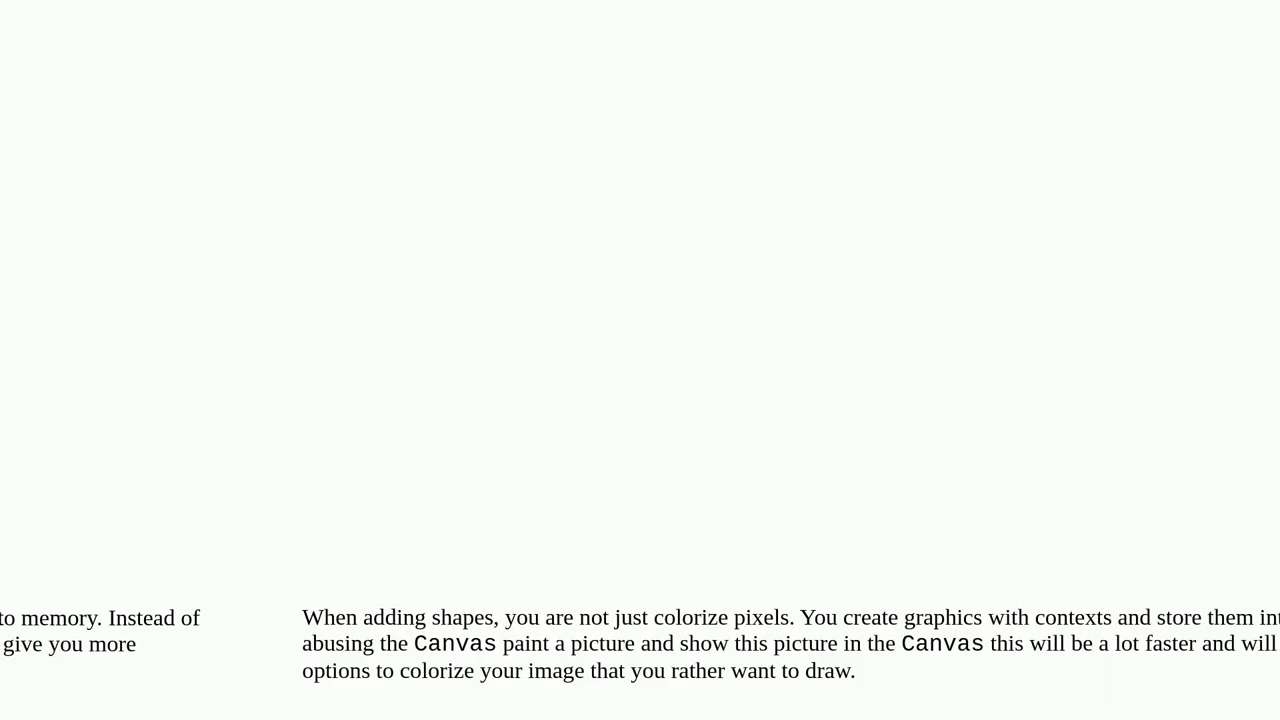 to memory. Instead of
give you more
When adding shapes, you are not just colorize pixels. You create graphics with contexts and store them int
abusing the Canvas paint a picture and show this picture in the Canvas this will be a lot faster and will
options to colorize your image that you rather want to draw.